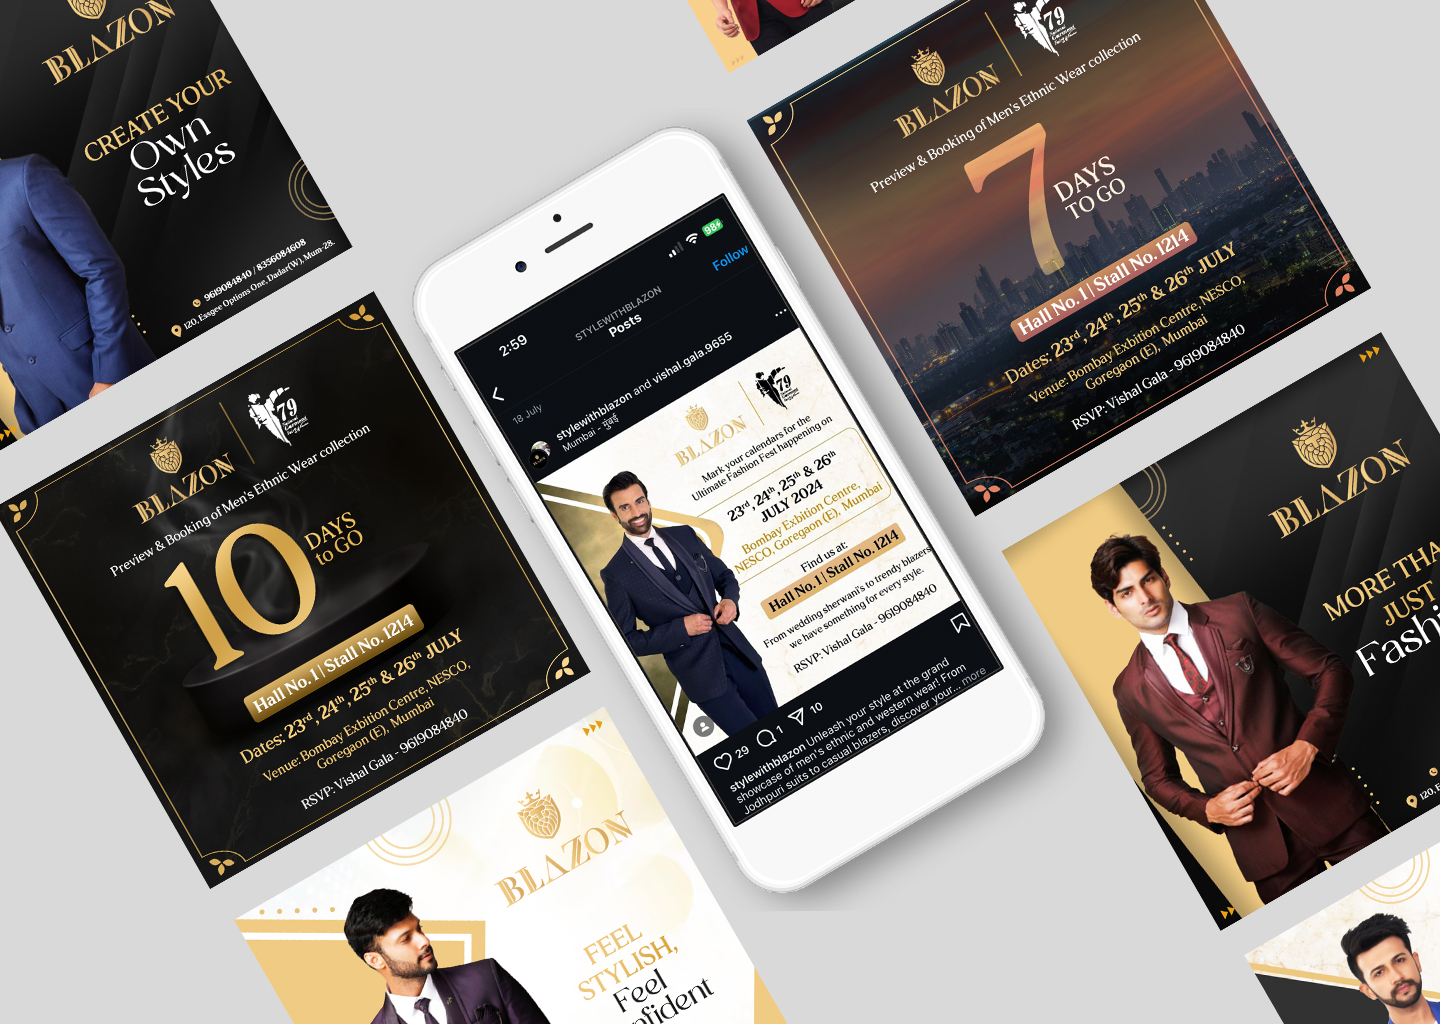 BLAZON
CREATE YOUR
Own
Styles
9619084840 / 8356084608
120, Essgee Options One, Dadar(W), Mum-28.
BLAZON
79
Preview & Booking of Men's Ethnic Wear collection
10 DAYS
to GO
Hall No. 1 | Stall No. 1214
Dates: 23rd, 24th, 25th & 26th JULY
Venue: Bombay Exbition Centre, NESCO,
Goregaon (E), Mumbai
RSVP: Vishal Gala - 9619084840
BLAZON
FEEL
STYLISH,
Feel
2:59
98
STYLEWITHBLAZON
Posts
Follow
18 July
stylewithblazon and vishal.gala.9655
Mumbai - मुंबई
BLAZON
79
Mark your calendars for the
Ultimate Fashion Fest happening on
23rd, 24th, 25th & 26th
JULY 2024
Bombay Exbition Centre,
NESCO, Goregaon (E), Mumbai
Find us at:
Hall No. 1 | Stall No. 1214
From wedding sherwani's to trendy blazers
we have something for every style.
RSVP: Vishal Gala - 9619084840
29
1
10
stylewithblazon Unleash your style at the grand
showcase of men's ethnic and western wear! From
Jodhpuri suits to casual blazers, discover your... more
BLAZON
79
Preview & Booking of Men's Ethnic Wear collection
7 DAYS
TO GO
Hall No. 1 | Stall No. 1214
Dates: 23rd, 24th, 25th & 26th JULY
Venue: Bombay Exbition Centre, NESCO,
Goregaon (E), Mumbai
RSVP: Vishal Gala - 9619084840
BLAZON
MORE THA
JUST
Fashi
120, E